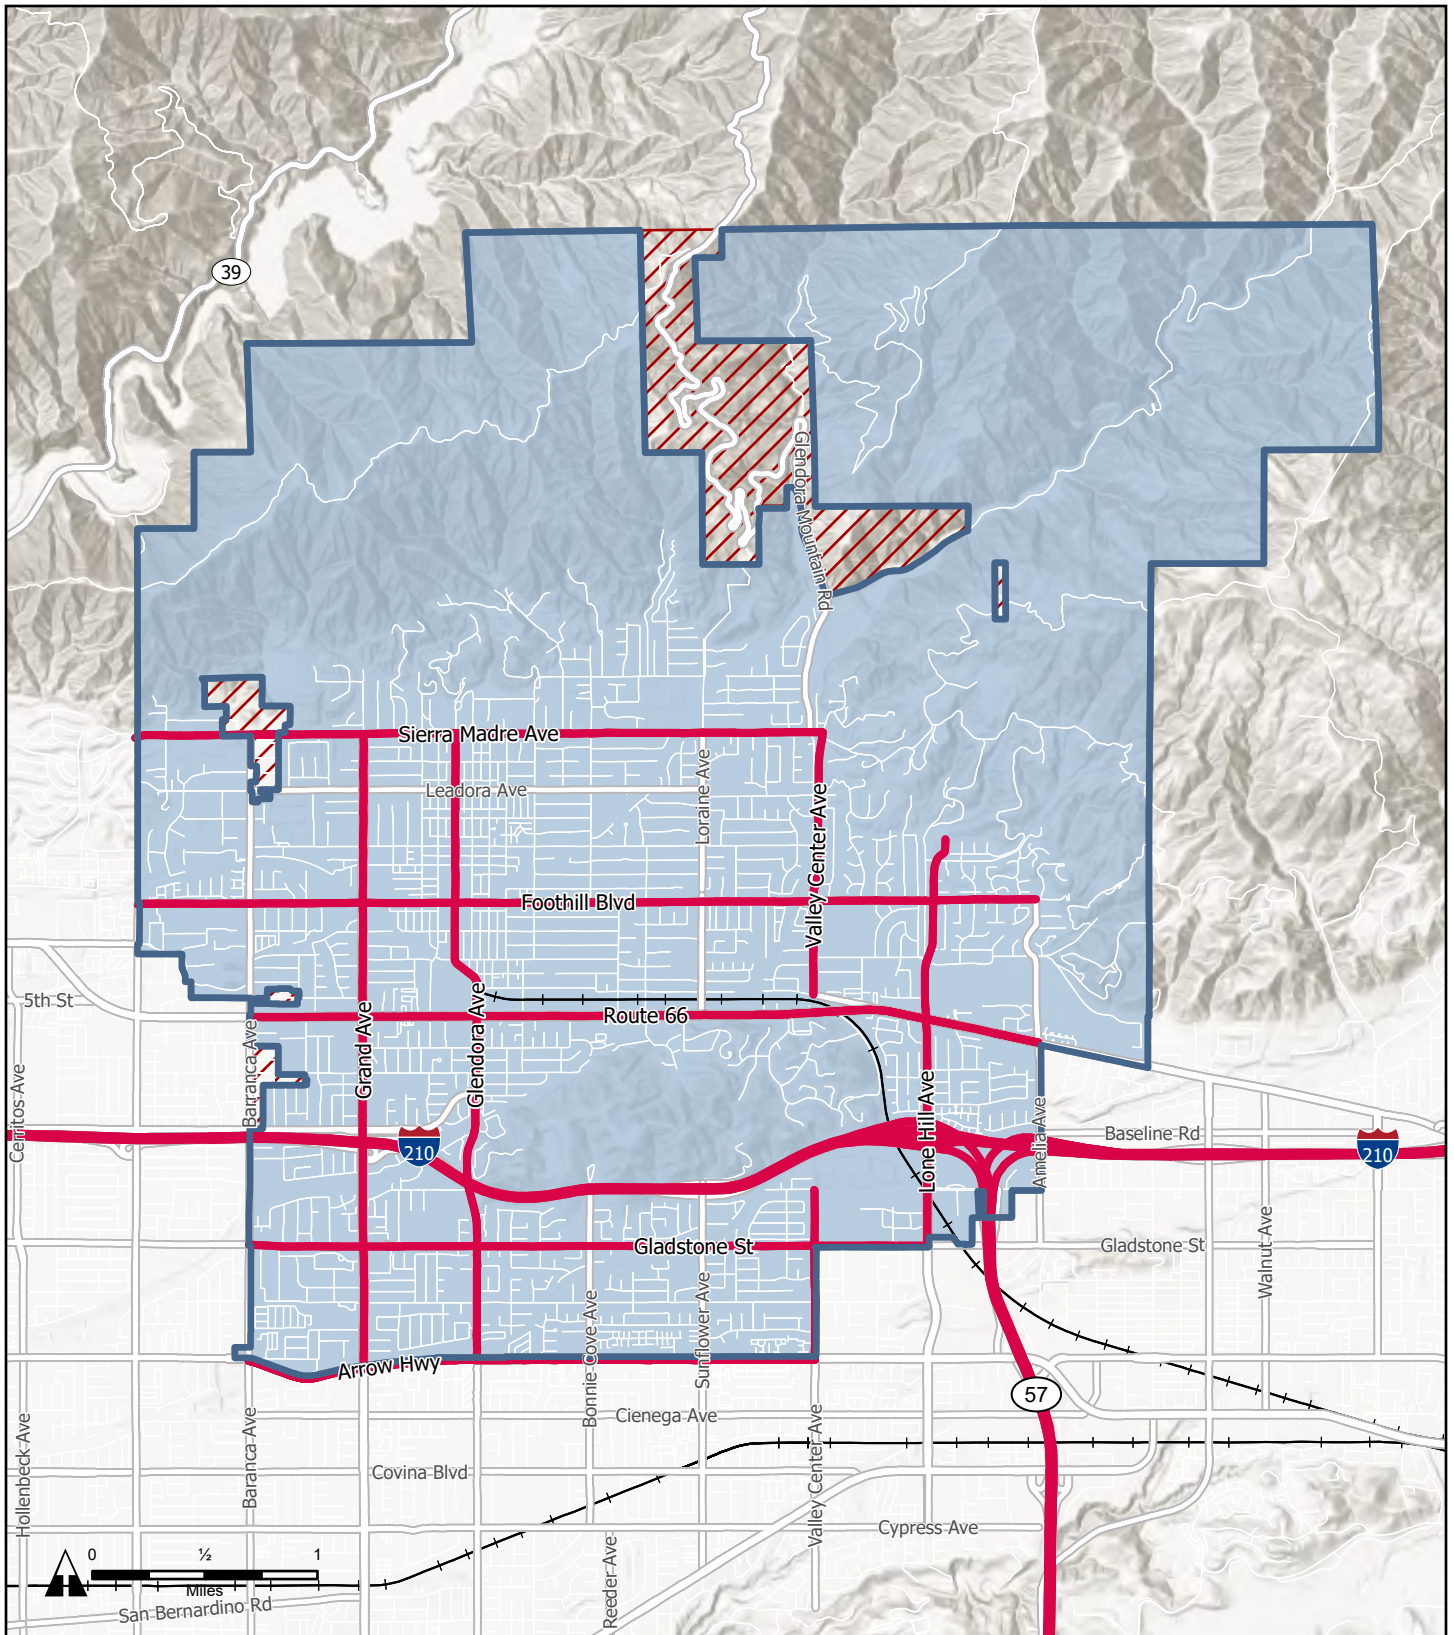 39
Glendora Mountain Rd
Sierra Madre Ave
Leadora Ave
Loraine Ave
Valley Center Ave
Foothill Blvd
5th St
Route 66
Grand Ave
Glendora Ave
Barranca Ave
Cerritos Ave
Lone Hill Ave
Amelia Ave
Baseline Rd
210
210
Gladstone St
Gladstone St
Walnut Ave
Bonnie Cove Ave
Sunflower Ave
Arrow Hwy
57
Cienega Ave
Hollenbeck Ave
Baranca Ave
Covina Blvd
Valley Center Ave
Cypress Ave
Reeder Ave
0 ½ 1
Miles
San Bernardino Rd